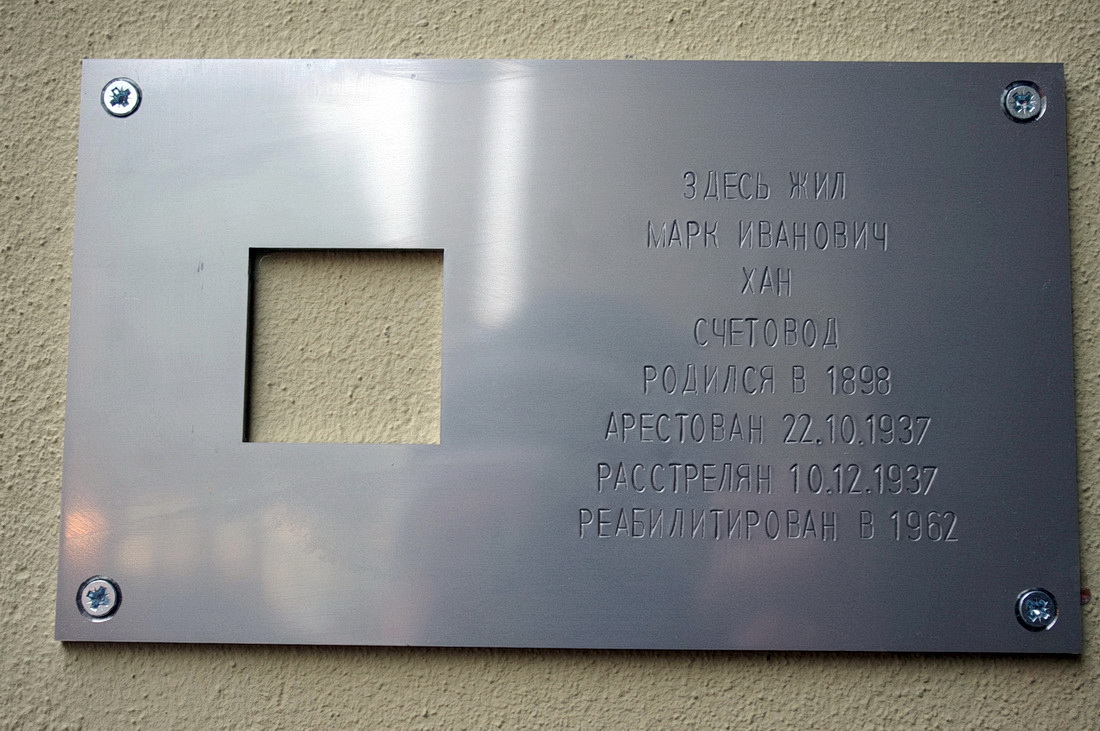 ЗДЕСЬ ЖИЛ
МАРК ИВАНОВИЧ
ХАН
СЧЕТОВОД
РОДИЛСЯ В 1898
АРЕСТОВАН 22.10.1937
РАССТРЕЛЯН 10.12.1937
РЕАБИЛИТИРОВАН В 1962